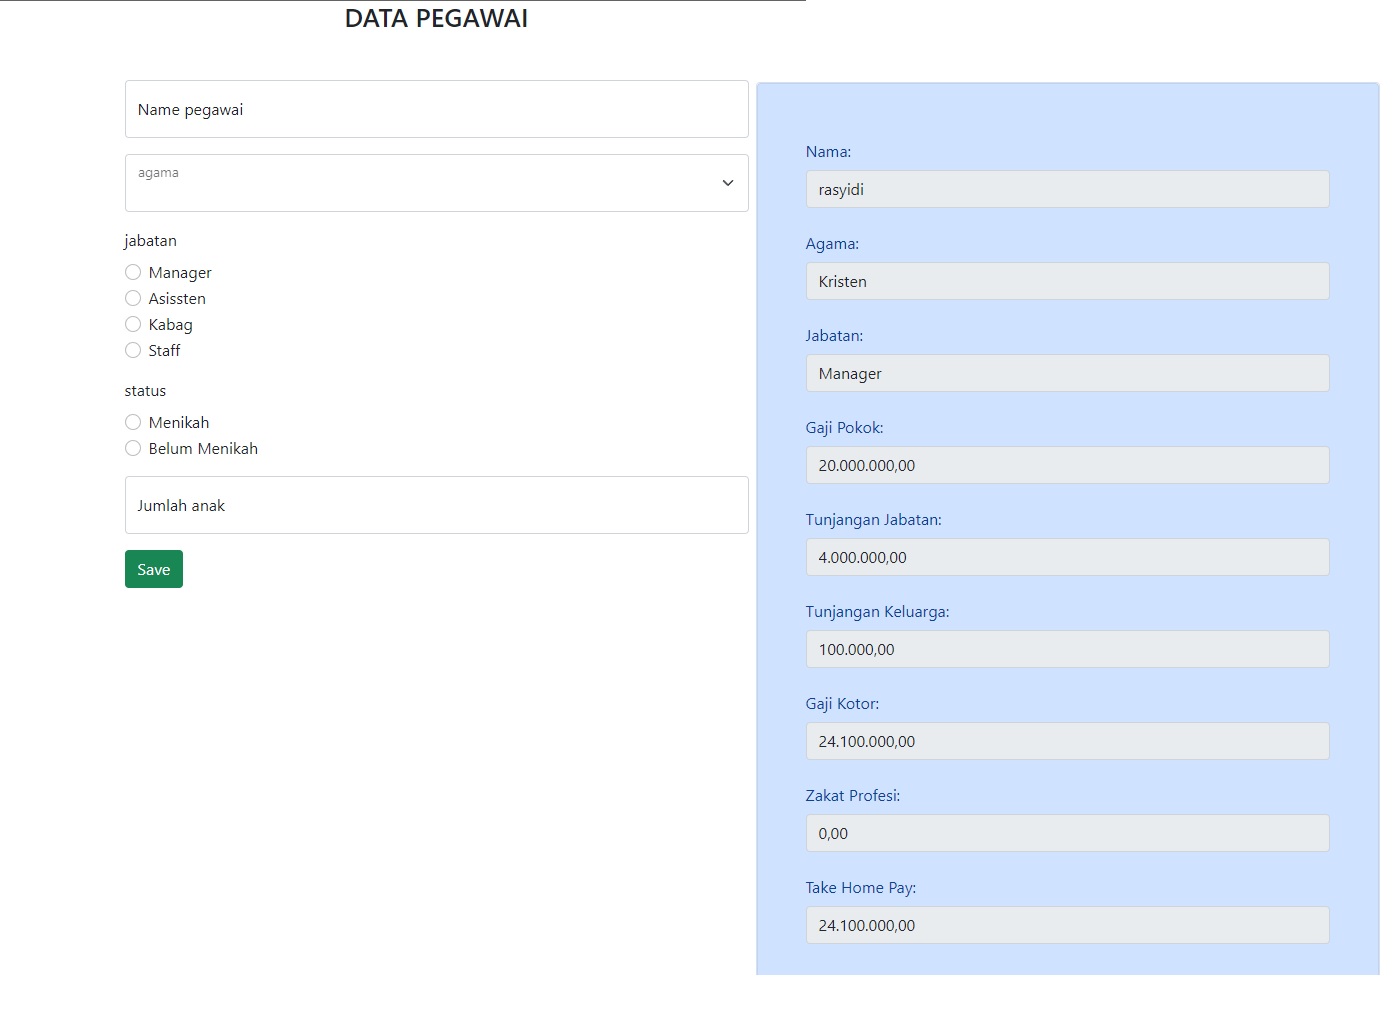 DATA PEGAWAI
Name pegawai
agama
jabatan
Manager
Asissten
Kabag
Staff
status
Menikah
Belum Menikah
Jumlah anak
Save
Nama:
rasyidi
Agama:
Kristen
Jabatan:
Manager
Gaji Pokok:
20.000.000,00
Tunjangan Jabatan:
4.000.000,00
Tunjangan Keluarga:
100.000,00
Gaji Kotor:
24.100.000,00
Zakat Profesi:
0,00
Take Home Pay:
24.100.000,00